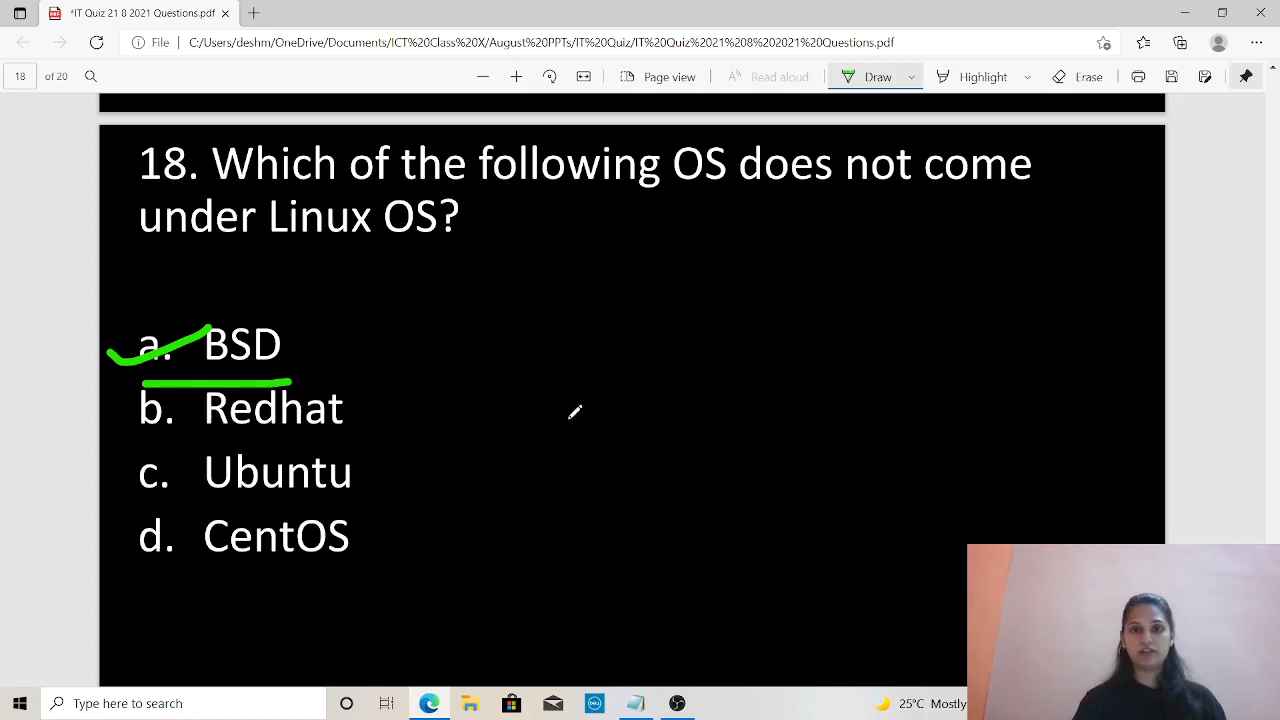 *IT Quiz 21 8 2021 Questions.pdf
File C:/Users/deshm/OneDrive/Documents/ICT%20Class%20X/August%20PPTs/IT%20Quiz/IT%20Quiz%2021%208%202021%20Questions.pdf
18 of 20 Page view Read aloud Draw Highlight Erase
18. Which of the following OS does not come
under Linux OS?
a. BSD
b. Redhat
c. Ubuntu
d. CentOS
Type here to search 25°C Mostly